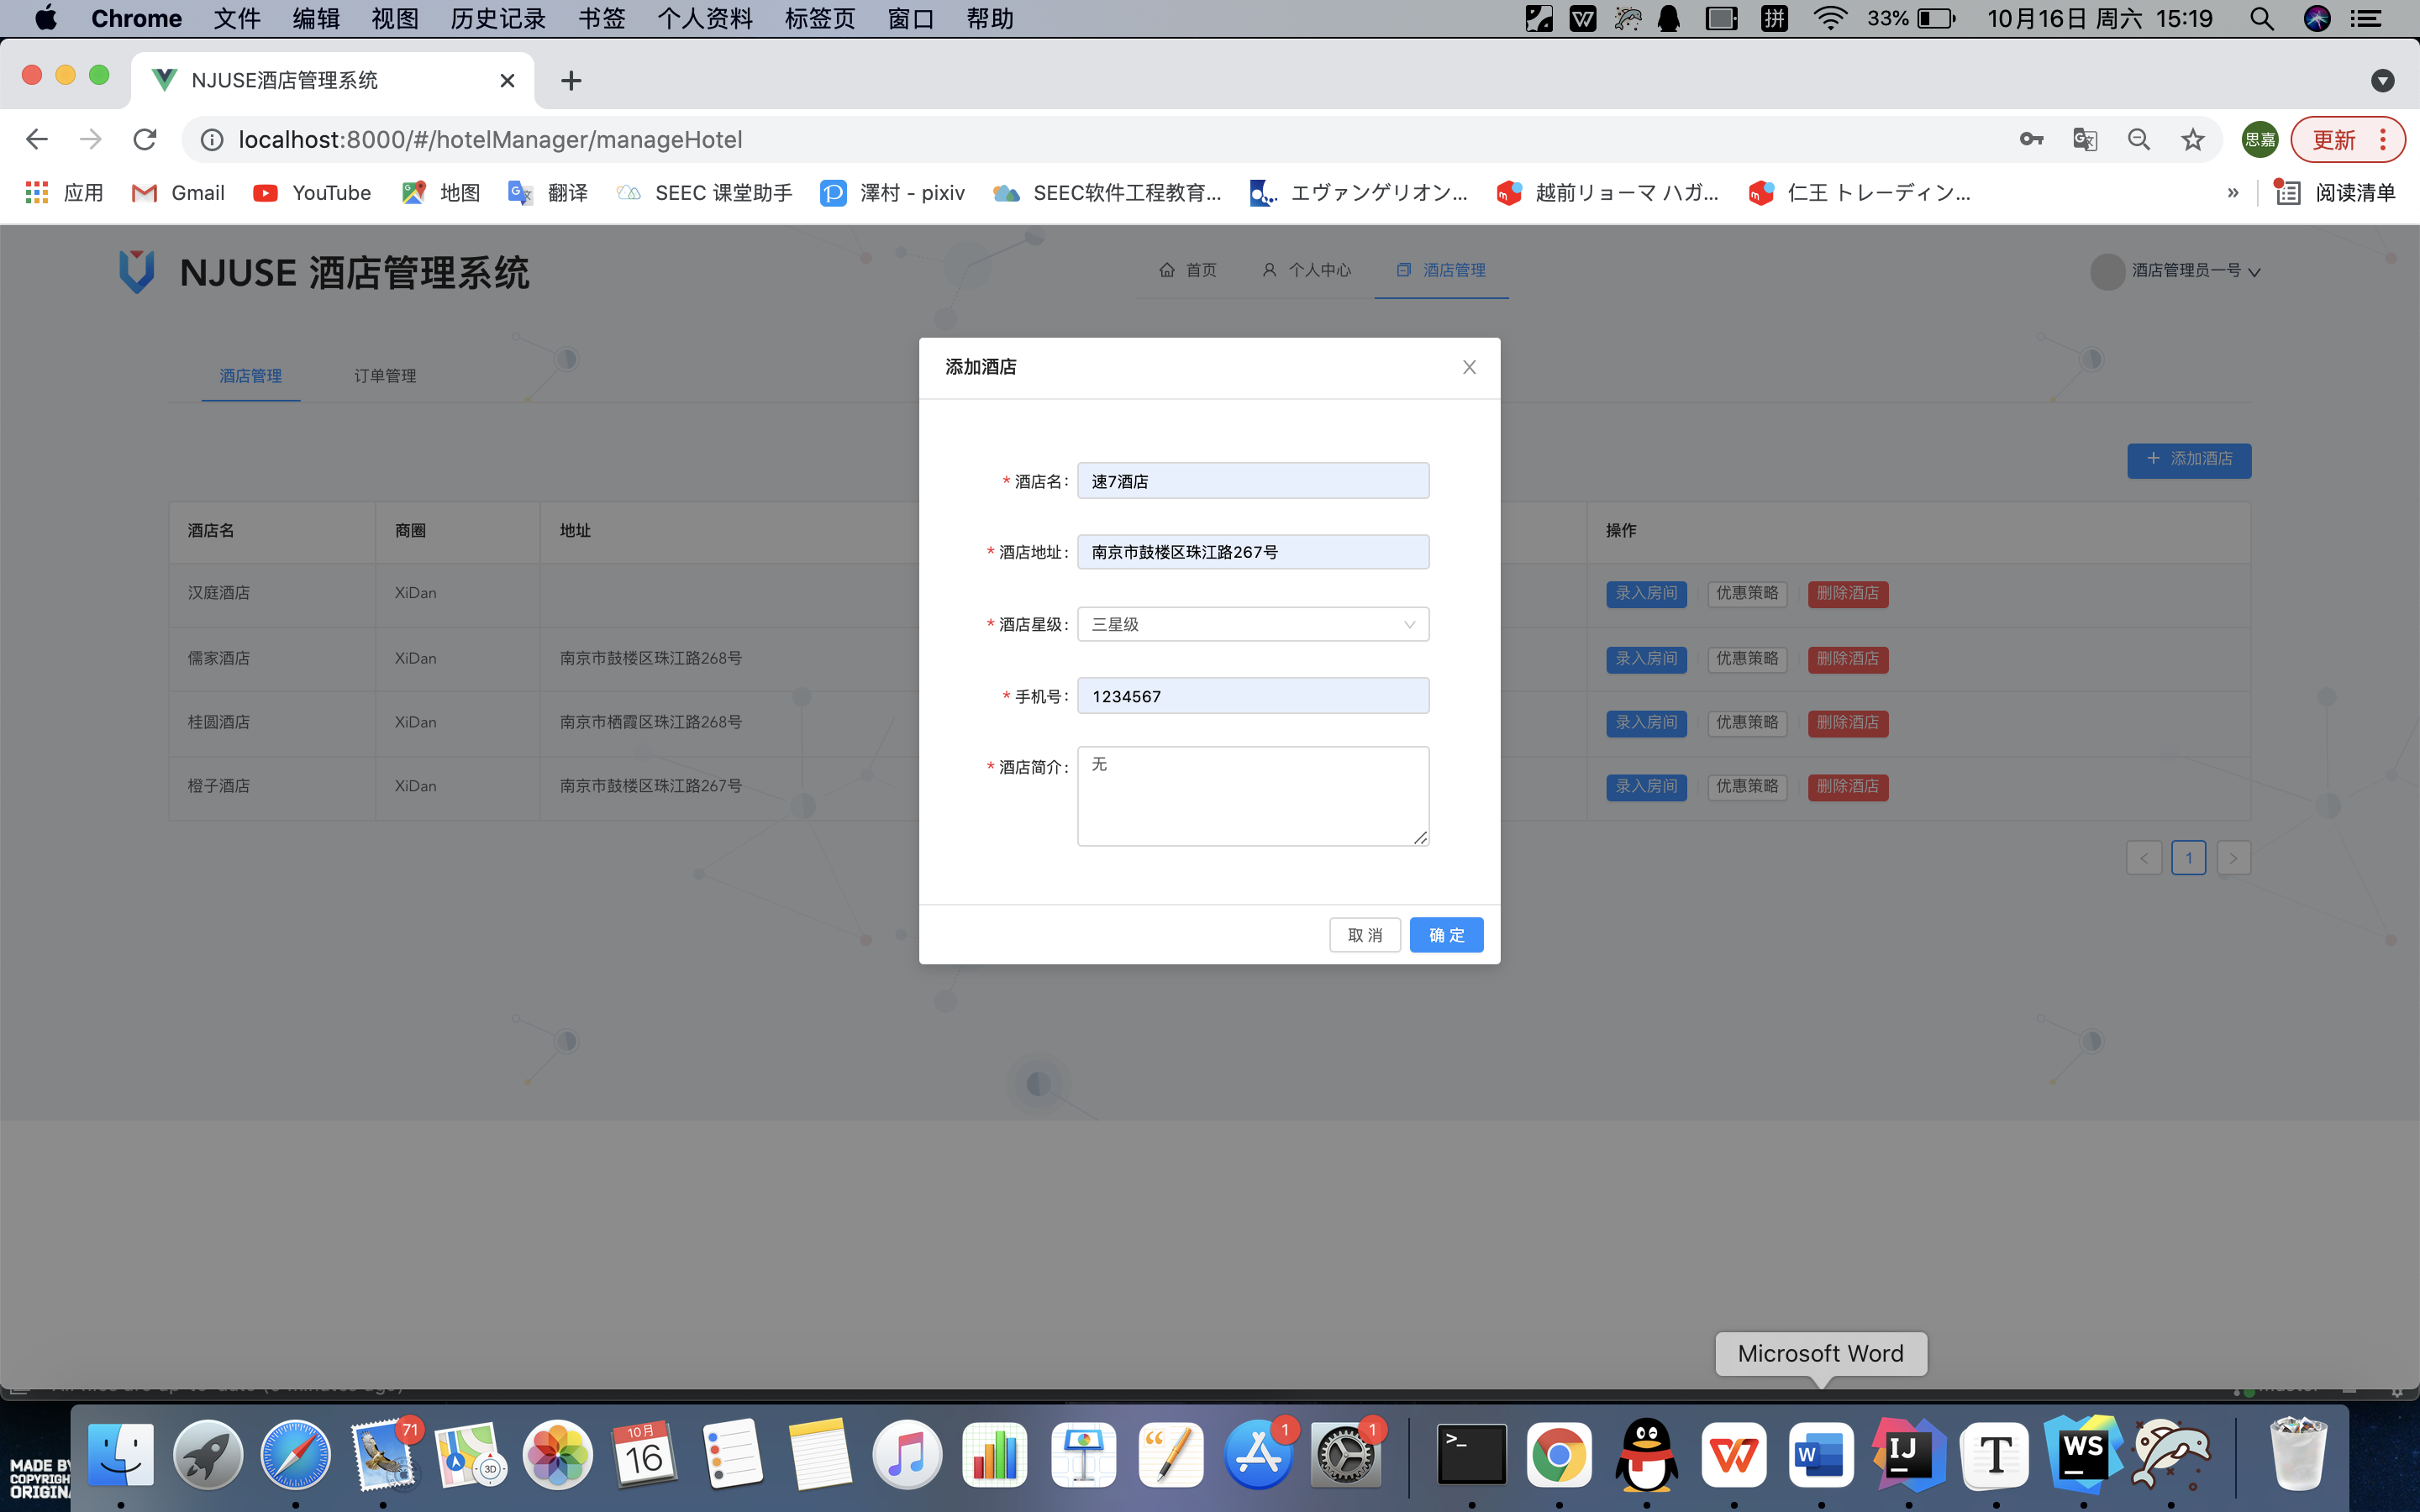 Chrome 文件 编辑 视图 历史记录 书签 个人资料 标签页 窗口 帮助 拼 33% 10月16日 周六 15:19
NJUSE酒店管理系统
localhost:8000/#/hotelManager/manageHotel 思嘉 更新
应用 Gmail YouTube 地图 翻译 SEEC 课堂助手 澤村 - pixiv SEEC软件工程教育... エヴァンゲリオン... 越前リョーマ ハガ... 仁王 トレーディン... » 阅读清单
NJUSE 酒店管理系统 首页 个人中心 酒店管理 酒店管理员一号
添加酒店
酒店管理 订单管理
+ 添加酒店
* 酒店名: 速7酒店
酒店名 商圈 地址 操作
* 酒店地址: 南京市鼓楼区珠江路267号
汉庭酒店 XiDan 录入房间 优惠策略 删除酒店
* 酒店星级: 三星级
儒家酒店 XiDan 南京市鼓楼区珠江路268号 录入房间 优惠策略 删除酒店
* 手机号: 1234567
桂圆酒店 XiDan 南京市栖霞区珠江路268号 录入房间 优惠策略 删除酒店
* 酒店简介: 无
橙子酒店 XiDan 南京市鼓楼区珠江路267号 录入房间 优惠策略 删除酒店
< 1 >
取 消 确 定
Microsoft Word
71 10月 16 3D 1 1 >_ W IJ T WS
MADE BY
COPYRIGH
ORIGIN